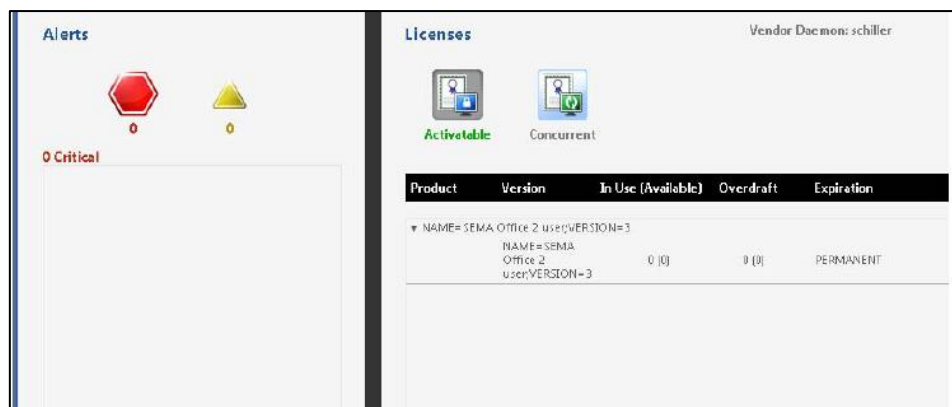 Alerts
0
0
0 Critical
Licenses
Vendor Daemon: schiller
Activatable
Concurrent
Product Version In Use (Available) Overdraft Expiration
▼ NAME=SEMA Office 2 user;VERSION=3
NAME=SEMA
Office 2
user;VERSION=3
0 (0) 0 (0) PERMANENT